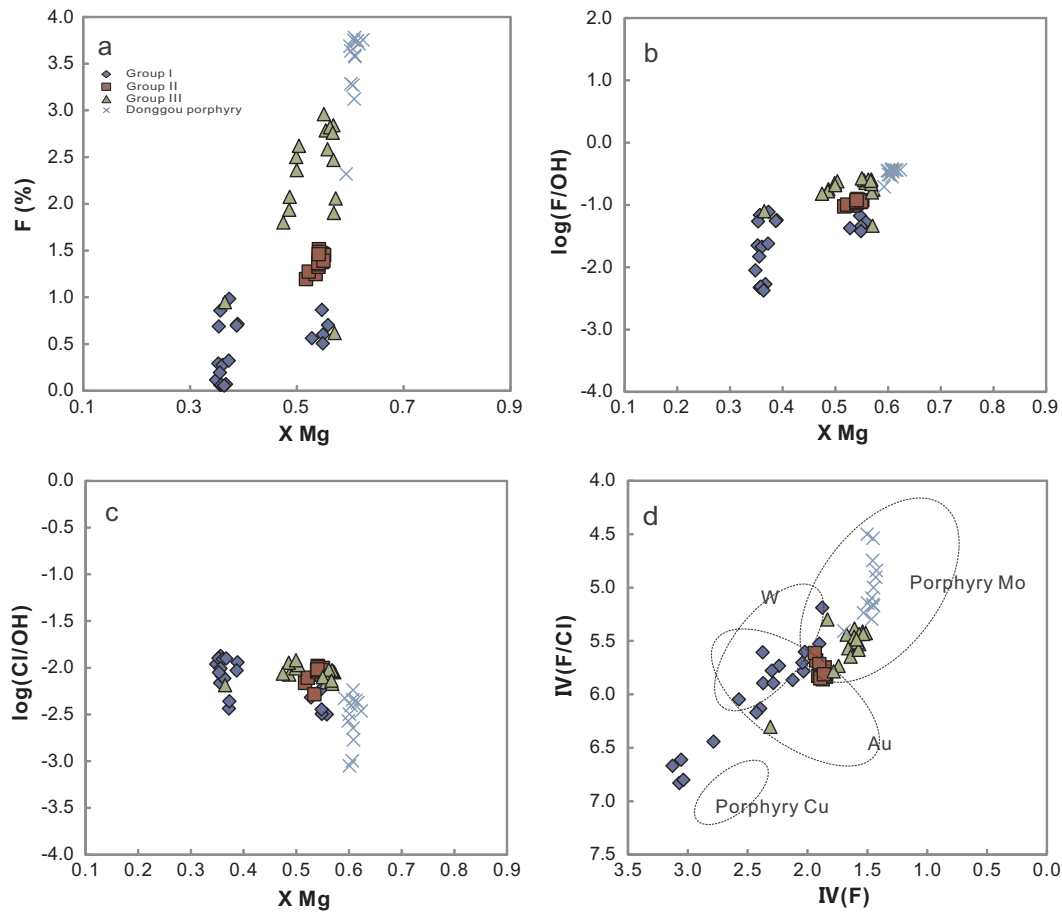 a
4.0
3.5
3.0
2.5
2.0
1.5
1.0
0.5
0.0
F (%)
Group I
Group II
Group III
Donggou porphyry
0.1 0.3 0.5 0.7 0.9
X Mg
b
2.0
1.0
0.0
-1.0
-2.0
-3.0
-4.0
log(F/OH)
0.1 0.2 0.3 0.4 0.5 0.6 0.7 0.8 0.9
X Mg
c
0.0
-0.5
-1.0
-1.5
-2.0
-2.5
-3.0
-3.5
-4.0
log(Cl/OH)
0.1 0.2 0.3 0.4 0.5 0.6 0.7 0.8 0.9
X Mg
d
4.0
4.5
5.0
5.5
6.0
6.5
7.0
7.5
IV(F/Cl)
W
Porphyry Mo
Au
Porphyry Cu
3.5 3.0 2.5 2.0 1.5 1.0 0.0
IV(F)